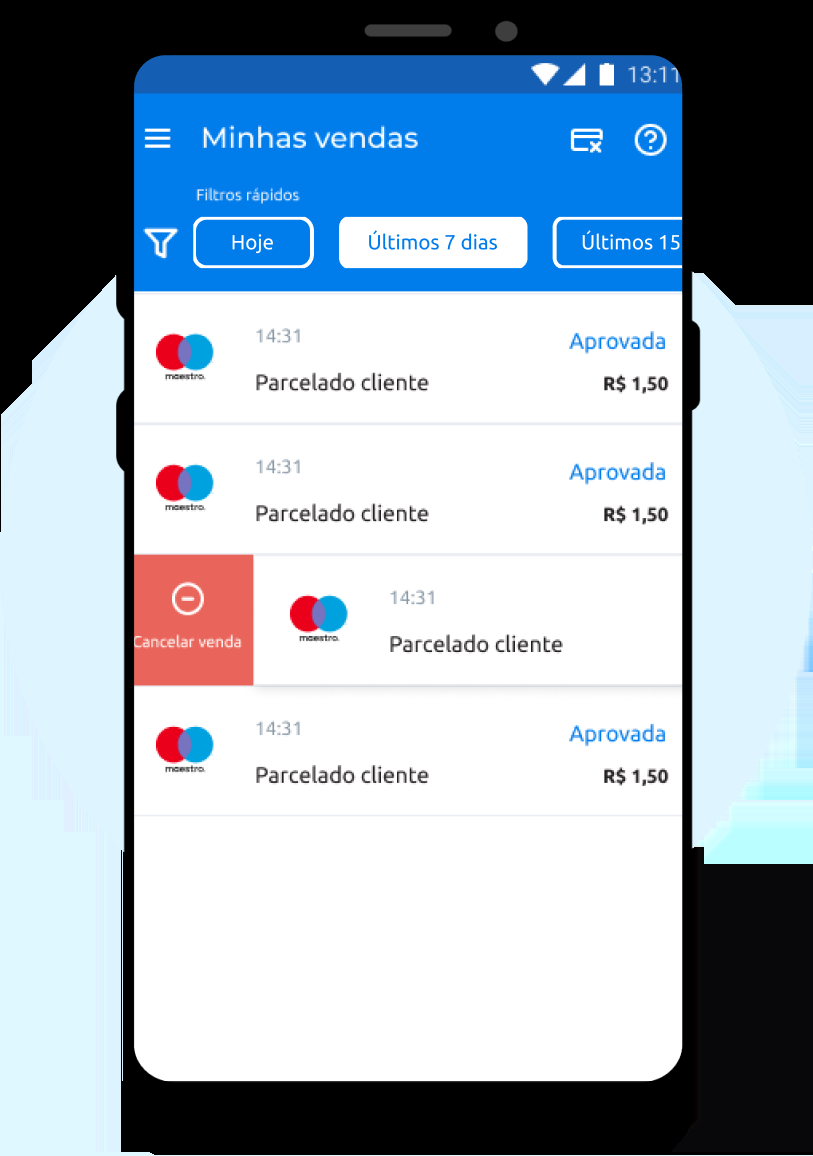 13:11
Minhas vendas
Filtros rápidos
Hoje
Últimos 7 dias
Últimos 15
maestro.
14:31
Aprovada
Parcelado cliente
R$ 1,50
maestro.
14:31
Aprovada
Parcelado cliente
R$ 1,50
Cancelar venda
maestro.
14:31
Parcelado cliente
maestro.
14:31
Aprovada
Parcelado cliente
R$ 1,50